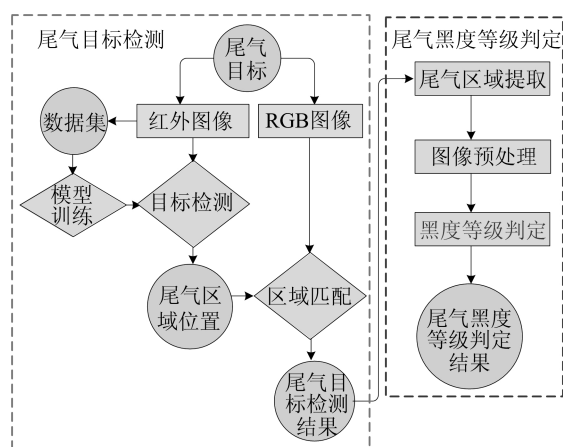 尾气目标检测
尾气
目标
数据集
红外图像
RGB图像
模型
训练
目标检测
尾气区
域位置
区域匹配
尾气目
标检测
结果
尾气黑度等级判定
尾气区域提取
图像预处理
黑度等级判定
尾气黑度
等级判定
结果